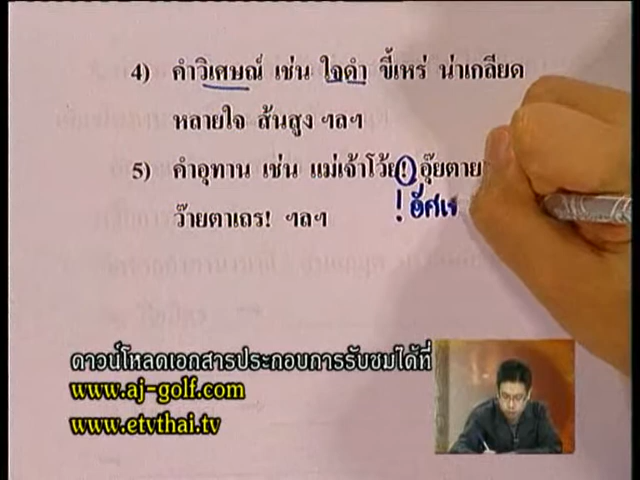 4) คำวิเศษณ์ เช่น ใจดำ ขี้เหร่ น่าเกลียด
หลายใจ ส้นสูง ฯลฯ
5) คำอุทาน เช่น แม่เจ้าโว้ย! อุ๊ยตาย
ว๊ายตาเถร! ฯลฯ
! อัศเ
ดาวน์โหลดเอกสารประกอบการรับชมได้ที่
www.aj-golf.com
www.etvthai.tv